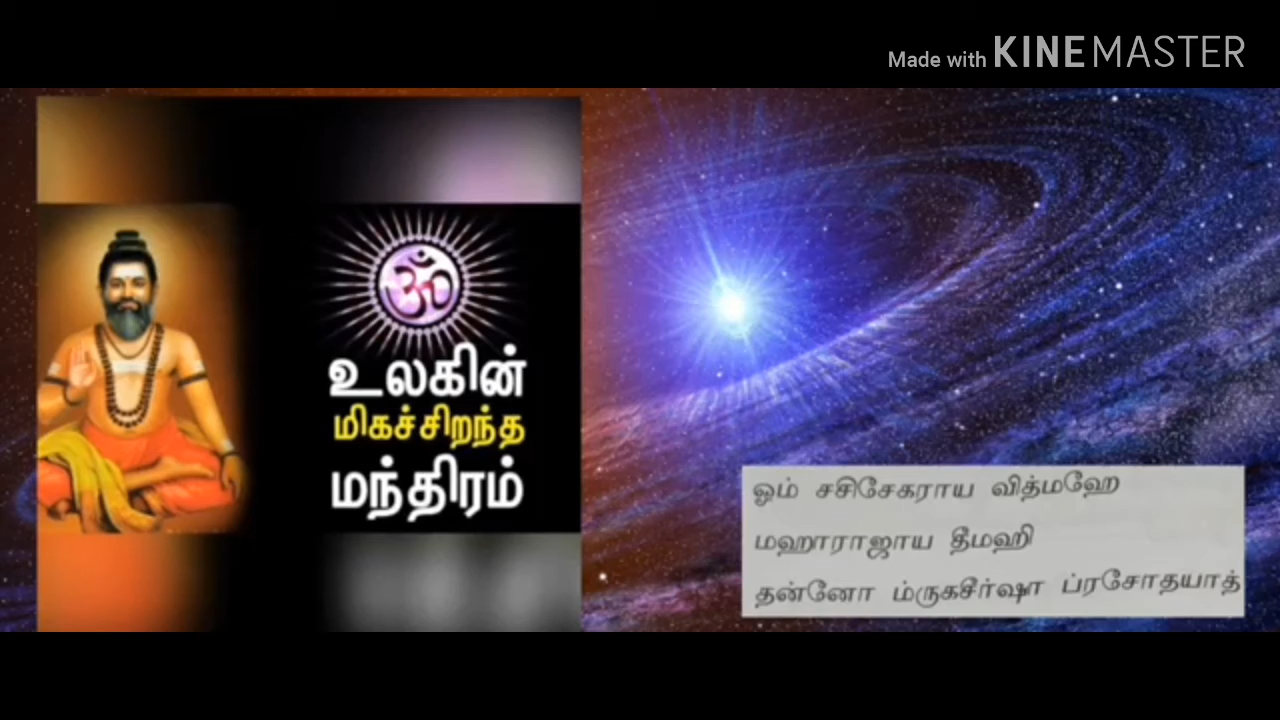 Made with KINEMASTER
ॐ
உலகின்
மிகச்சிறந்த
மந்திரம்
ஓம் சசிசேகராய வித்மஹே
மஹாராஜாய தீமஹி
தன்னோ ம்ருகசீர்ஷா ப்ரசோதயாத்